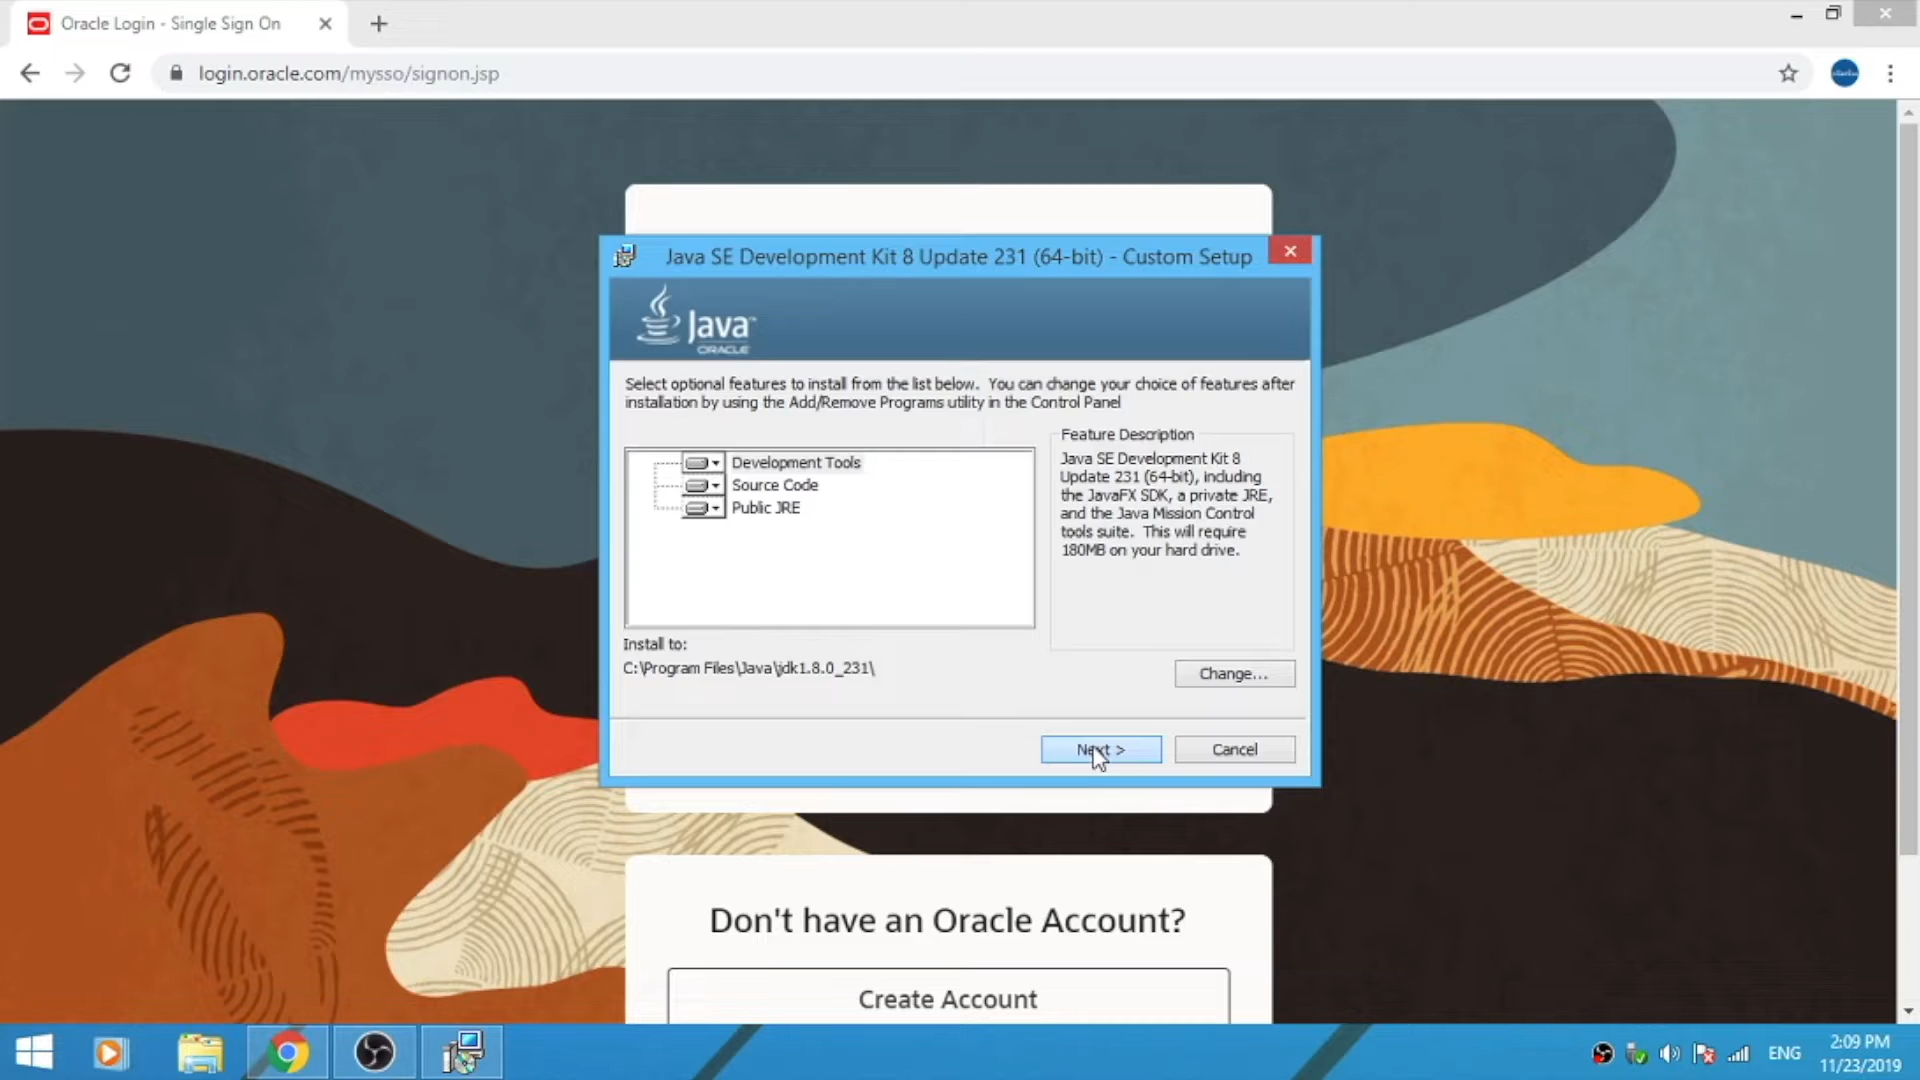 Oracle Login - Single Sign On
login.oracle.com/mysso/signon.jsp
Java SE Development Kit 8 Update 231 (64-bit) - Custom Setup
Java™
ORACLE
Select optional features to install from the list below. You can change your choice of features after
installation by using the Add/Remove Programs utility in the Control Panel
Development Tools
Source Code
Public JRE
Feature Description
Java SE Development Kit 8
Update 231 (64-bit), including
the JavaFX SDK, a private JRE,
and the Java Mission Control
tools suite. This will require
180MB on your hard drive.
Install to:
C:\Program Files\Java\jdk1.8.0_231\
Change...
Next >
Cancel
Don't have an Oracle Account?
Create Account
ENG
2:09 PM
11/23/2019